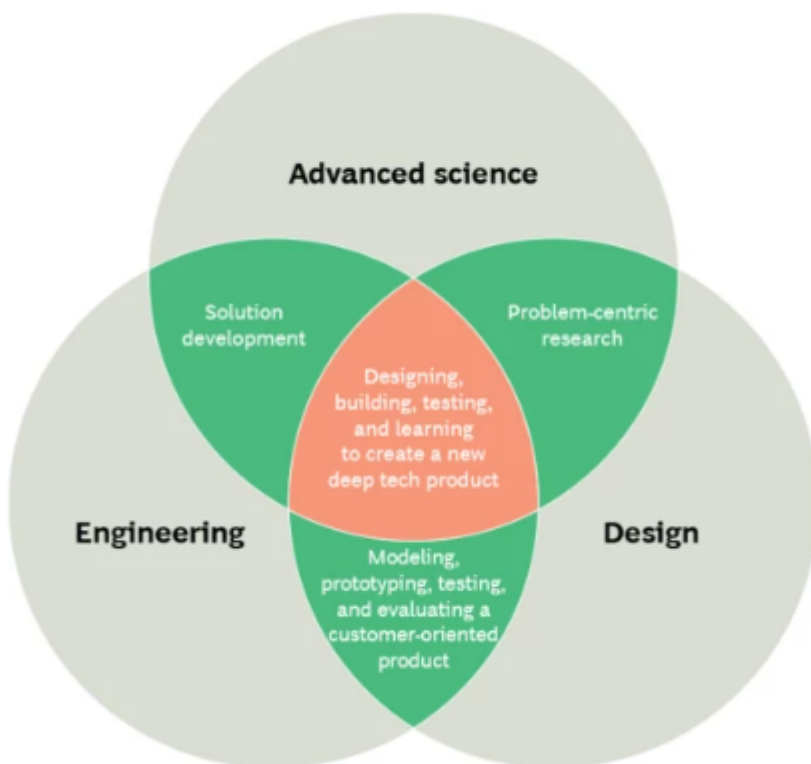 Advanced science
Solution
development
Problem-centric
research
Designing,
building, testing,
and learning
to create a new
deep tech product
Engineering
Design
Modeling,
prototyping, testing,
and evaluating a
customer-oriented
product